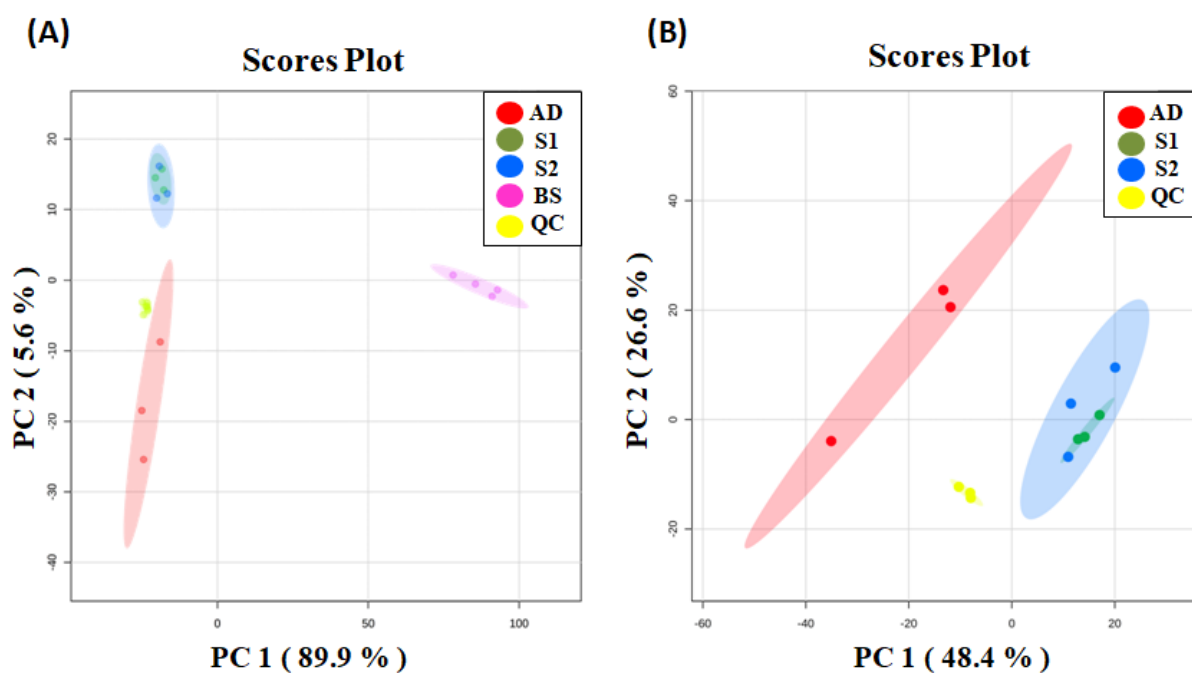 (A)
Scores Plot
AD
S1
S2
BS
QC
20
10
0
-10
-20
-30
-40
PC 2 ( 5.6 % )
0
50
100
PC 1 ( 89.9 % )
(B)
Scores Plot
AD
S1
S2
QC
60
40
20
0
-20
PC 2 ( 26.6 % )
-60
-40
-20
0
20
PC 1 ( 48.4 % )